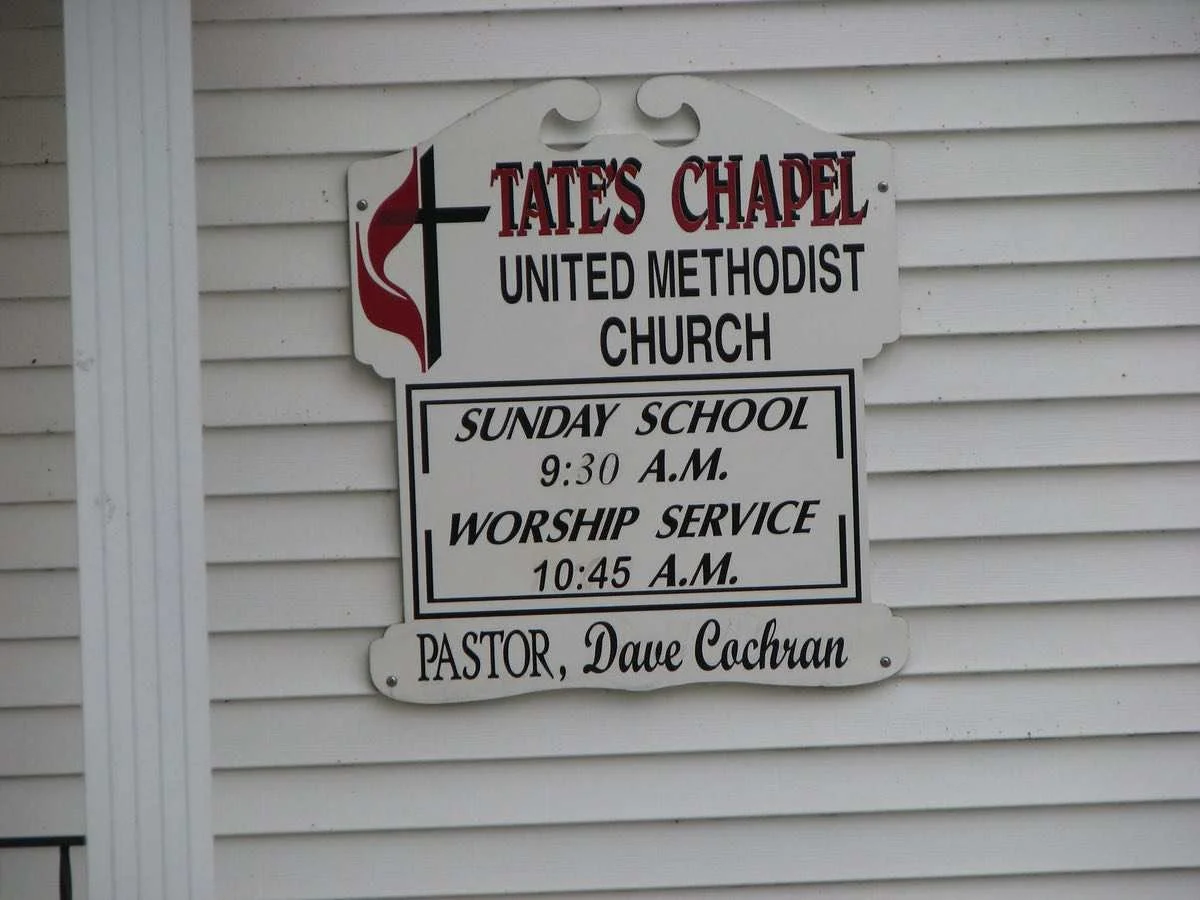 TATE'S CHAPEL
UNITED METHODIST
CHURCH
SUNDAY SCHOOL
9:30 A.M.
WORSHIP SERVICE
10:45 A.M.
PASTOR, Dave Cochran